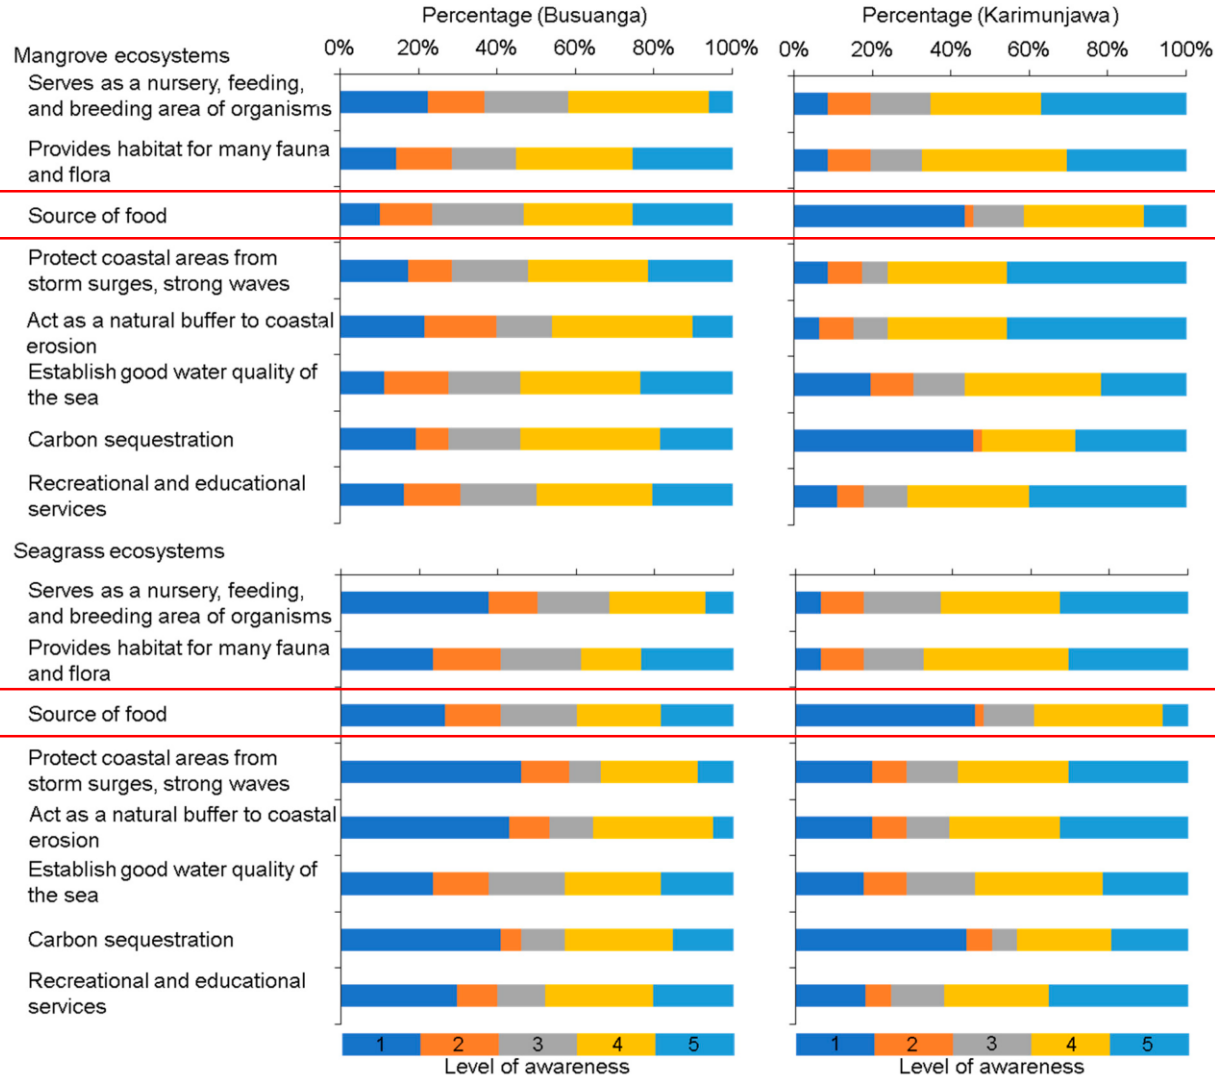 Percentage (Busuanga) Percentage (Karimunjawa)
0% 20% 40% 60% 80% 100% 0% 20% 40% 60% 80% 100%
Mangrove ecosystems
Serves as a nursery, feeding,
and breeding area of organisms
Provides habitat for many fauna
and flora
Source of food
Protect coastal areas from
storm surges, strong waves
Act as a natural buffer to coastal
erosion
Establish good water quality of
the sea
Carbon sequestration
Recreational and educational
services
Seagrass ecosystems
Serves as a nursery, feeding,
and breeding area of organisms
Provides habitat for many fauna
and flora
Source of food
Protect coastal areas from
storm surges, strong waves
Act as a natural buffer to coastal
erosion
Establish good water quality of
the sea
Carbon sequestration
Recreational and educational
services
1 2 3 4 5 1 2 3 4 5
Level of awareness Level of awareness